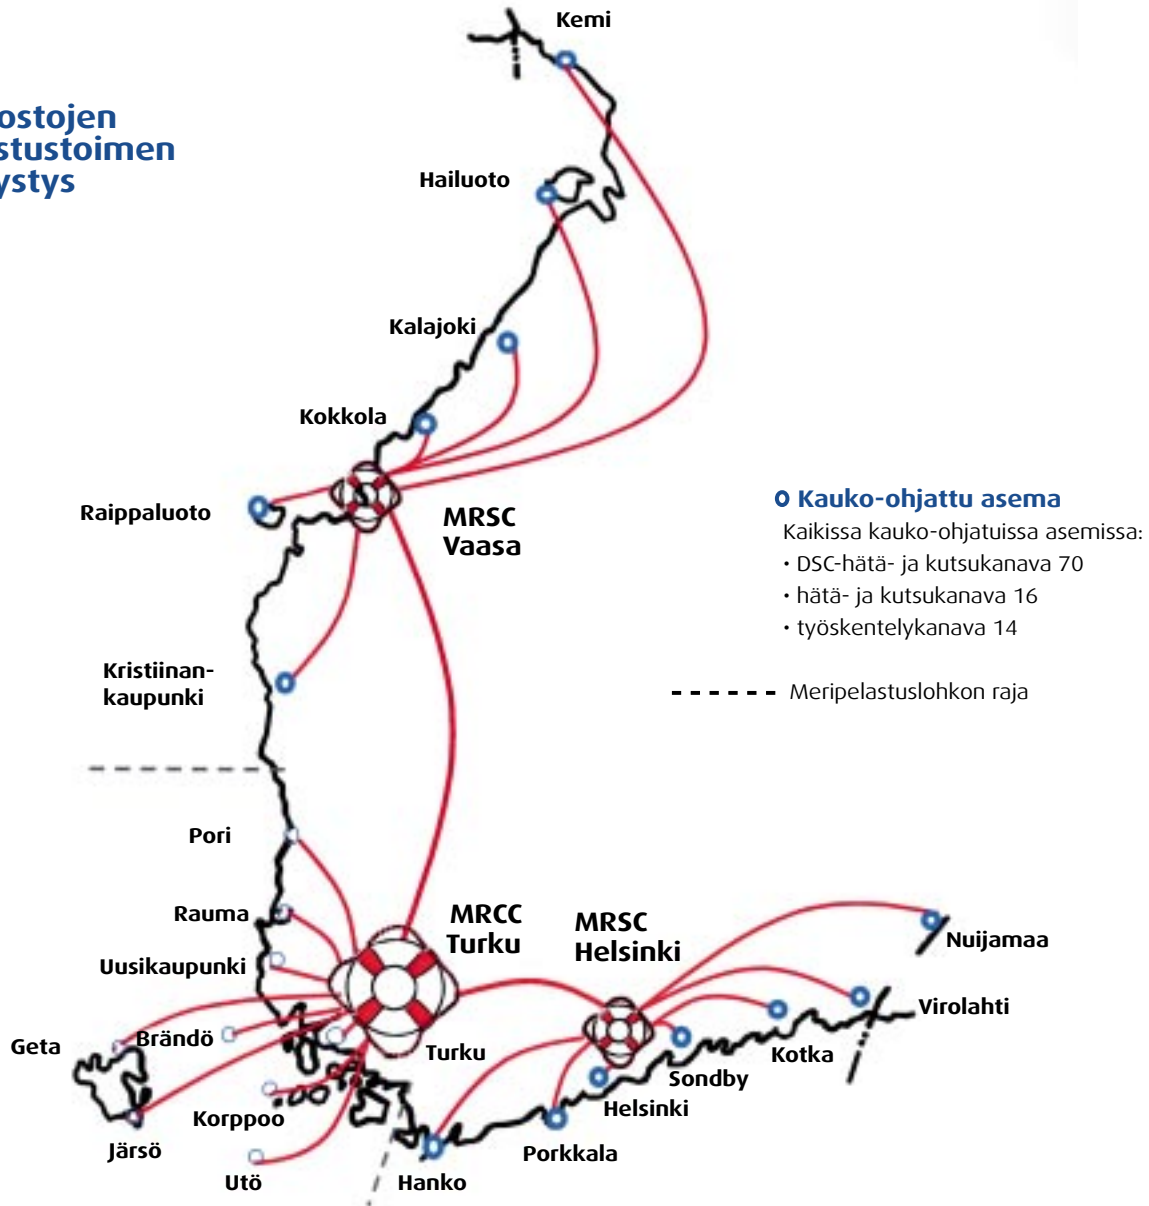 Kemi
ostojen
stustoimen
ystys
Hailuoto
Kalajoki
Kokkola
Raippaluoto
MRSC
Vaasa
Kauko-ohjattu asema
Kaikissa kauko-ohjatuissa asemissa:
• DSC-hätä- ja kutsukanava 70
• hätä- ja kutsukanava 16
• työskentelykanava 14
Kristiinan-
kaupunki
Meripelastuslohkon raja
Pori
Rauma
MRCC
Turku
MRSC
Helsinki
Nuijamaa
Uusikaupunki
Virolahti
Geta
Brändö
Turku
Kotka
Sondby
Korppoo
Helsinki
Järsö
Porkkala
Utö
Hanko